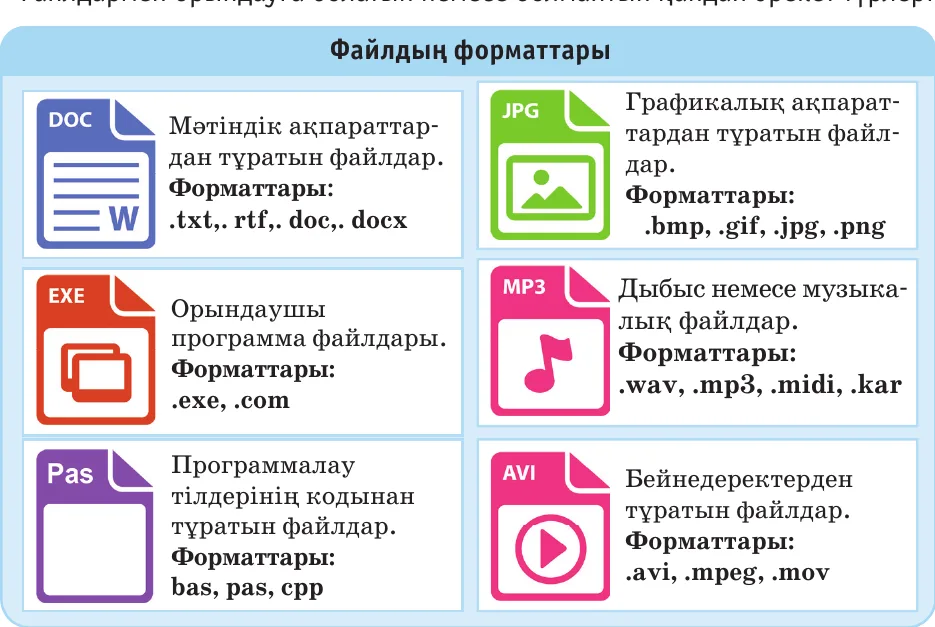 Файлдың форматтары
DOC
W
Мәтіндік ақпараттар-
дан тұратын файлдар.
Форматтары:
.txt,. rtf,. doc,. docx
JPG
Графикалық ақпарат-
тардан тұратын файл-
дар.
Форматтары:
.bmp, .gif, .jpg, .png
EXE
Орындаушы
программа файлдары.
Форматтары:
.exe, .com
MP3
Дыбыс немесе музыка-
лық файлдар.
Форматтары:
.wav, .mp3, .midi, .kar
Pas
Программалау
тілдерінің кодынан
тұратын файлдар.
Форматтары:
bas, pas, cpp
AVI
Бейнедеректерден
тұратын файлдар.
Форматтары:
.avi, .mpeg, .mov